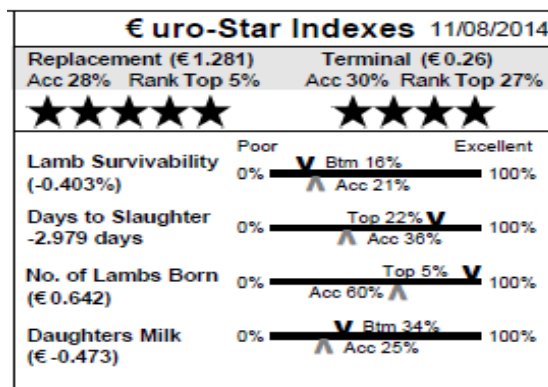 € uro-Star Indexes 11/08/2014
Replacement (€1.281) Terminal (€0.26)
Acc 28% Rank Top 5% Acc 30% Rank Top 27%
Poor Excellent
Lamb Survivability
(-0.403%)
0% Btm 16% 100%
Acc 21%
Days to Slaughter
-2.979 days
0% Top 22% 100%
Acc 36%
No. of Lambs Born
(€0.642)
0% Top 5% 100%
Acc 60%
Daughters Milk
(€-0.473)
0% Btm 34% 100%
Acc 25%